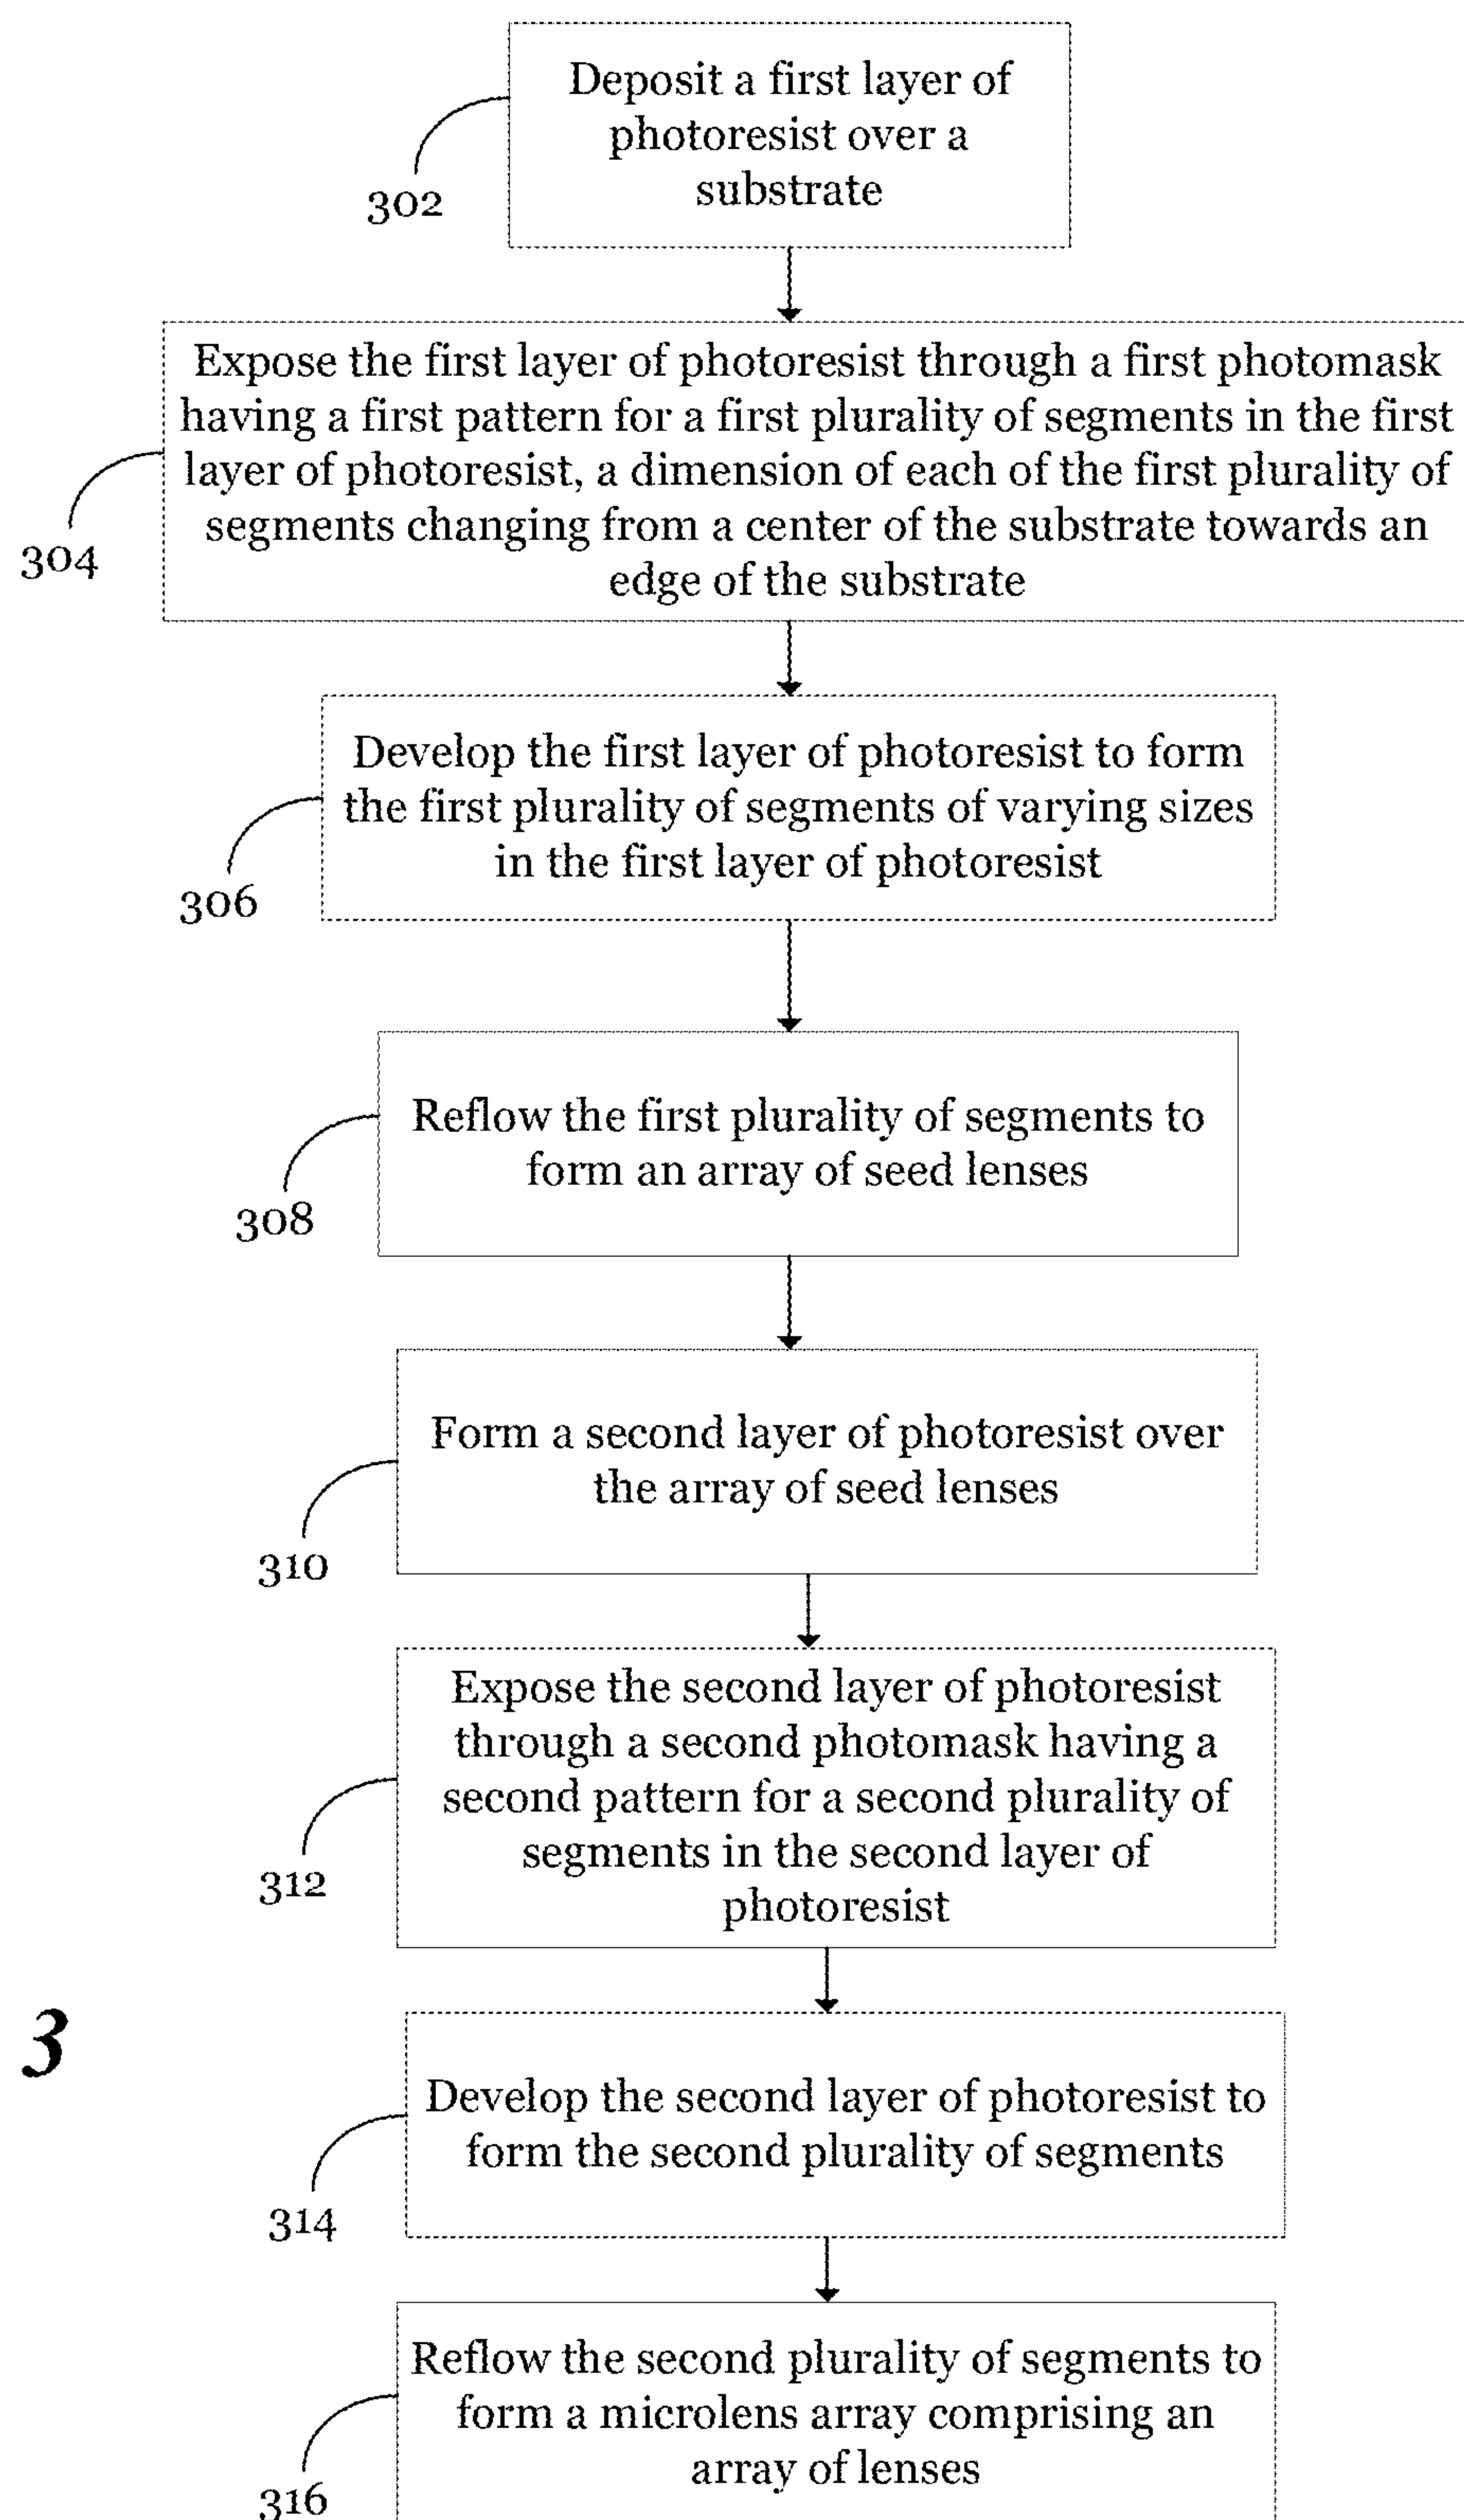 Deposit a first layer of
photoresist over a
substrate
302
Expose the first layer of photoresist through a first photomask
having a first pattern for a first plurality of segments in the first
layer of photoresist, a dimension of each of the first plurality of
segments changing from a center of the substrate towards an
edge of the substrate
304
Develop the first layer of photoresist to form
the first plurality of segments of varying sizes
in the first layer of photoresist
306
Reflow the first plurality of segments to
form an array of seed lenses
308
Form a second layer of photoresist over
the array of seed lenses
310
Expose the second layer of photoresist
through a second photomask having a
second pattern for a second plurality of
segments in the second layer of
photoresist
312
3
Develop the second layer of photoresist to
form the second plurality of segments
314
Reflow the second plurality of segments to
form a microlens array comprising an
array of lenses
316